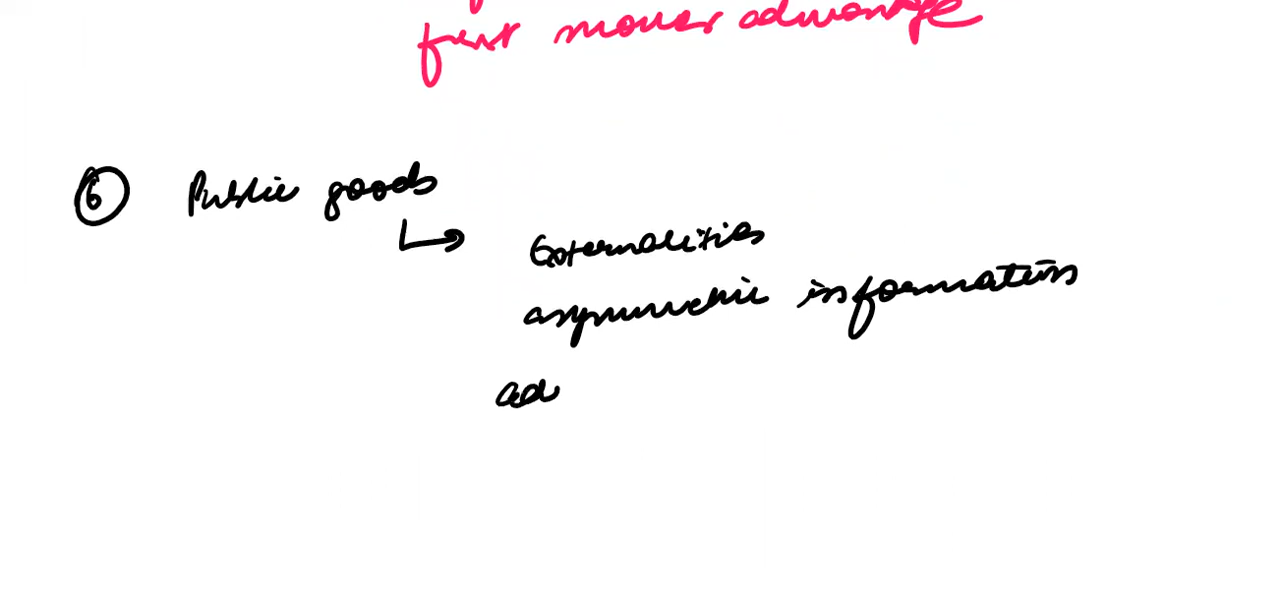 first mover advantage
⑥ Public goods
↳ Externalities
asymmetric information
ad